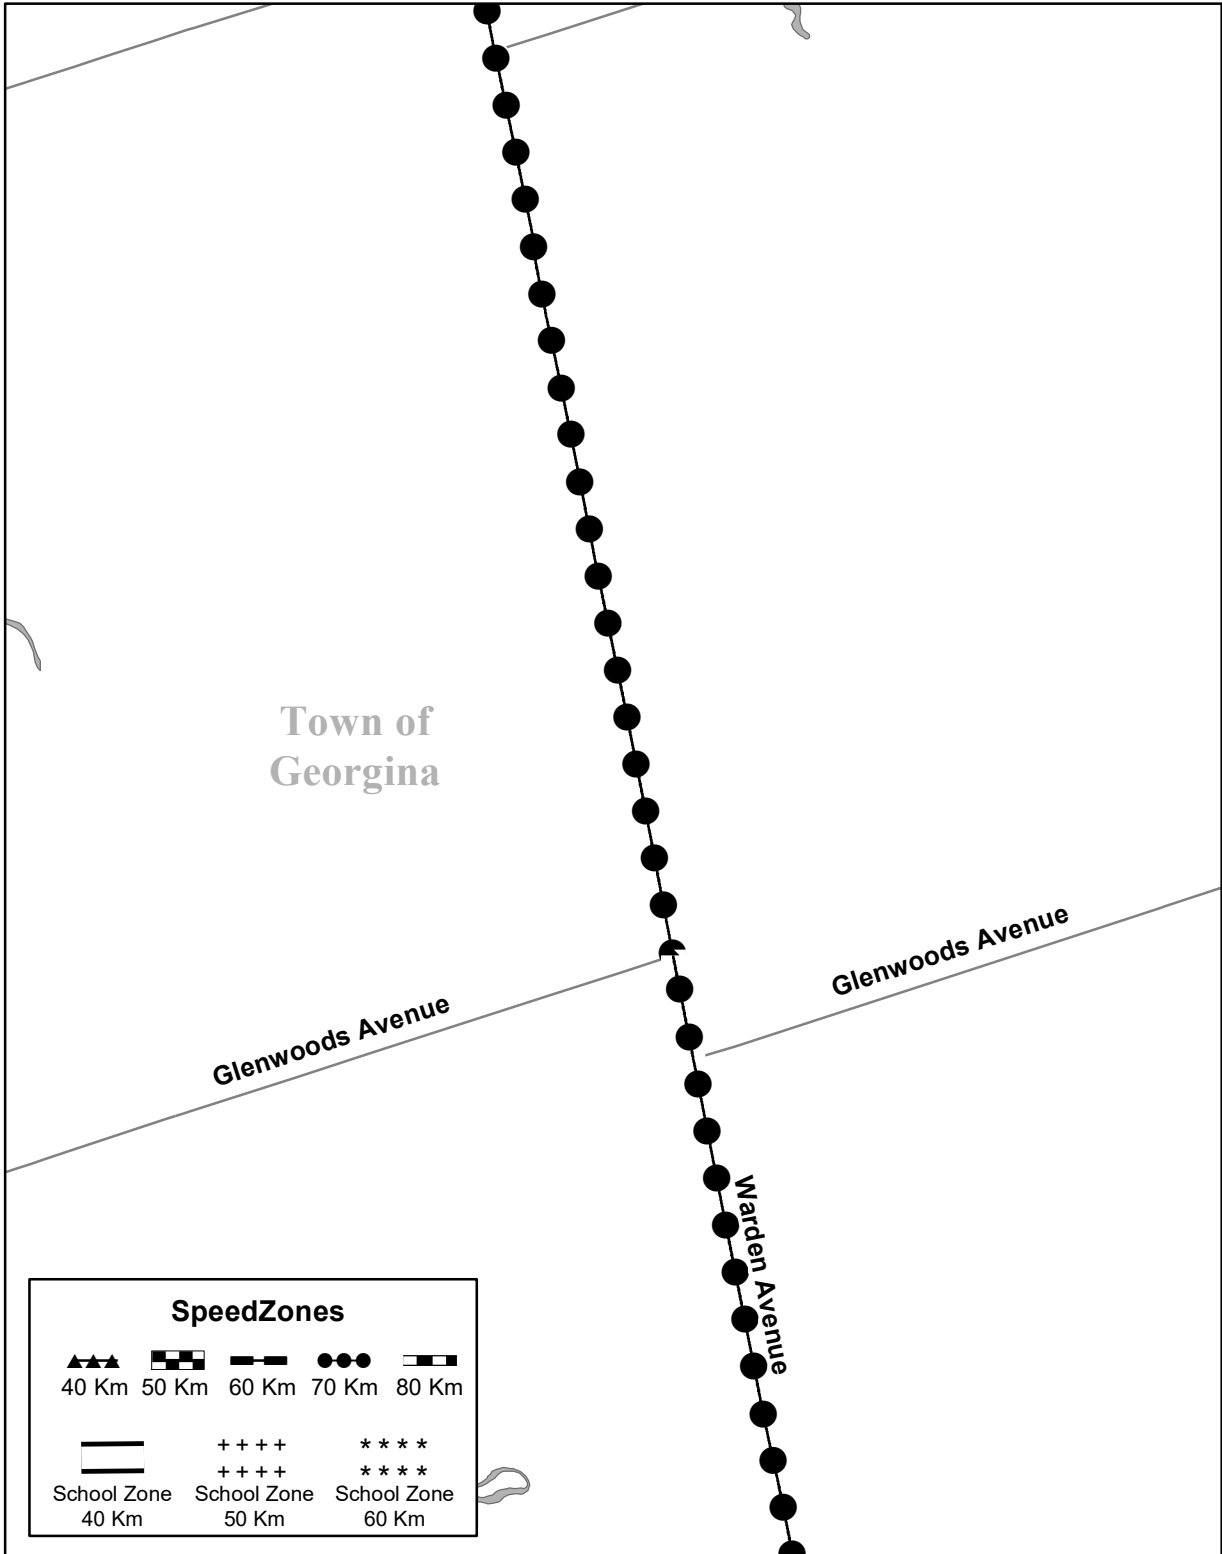 Town of
Georgina
Glenwoods Avenue
Glenwoods Avenue
Warden Avenue
SpeedZones
40 Km 50 Km 60 Km 70 Km 80 Km
School Zone School Zone School Zone
40 Km 50 Km 60 Km